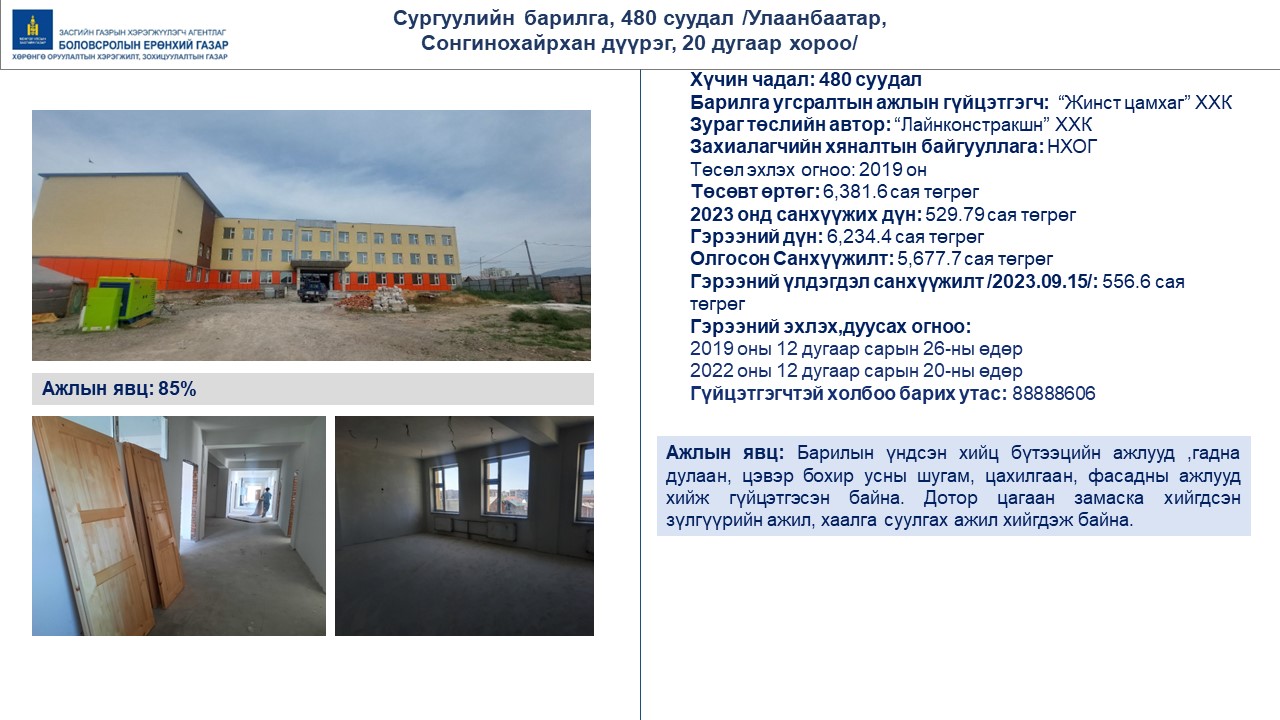 Сургуулийн барилга, 480 суудал /Улаанбаатар,
Сонгинохайрхан дүүрэг, 20 дугаар хороо/
ЗАСГИЙН ГАЗРЫН ХЭРЭГЖҮҮЛЭГЧ АГЕНТЛАГ
БОЛОВСРОЛЫН ЕРӨНХИЙ ГАЗАР
ХӨРӨНГӨ ОРУУЛАЛТЫН ХЭРЭГЖИЛТ, ЗОХИЦУУЛАЛТЫН ГАЗАР
Ажлын явц: 85%
Хүчин чадал: 480 суудал
Барилга угсралтын ажлын гүйцэтгэгч: “Жинст цамхаг” ХХК
Зураг төслийн автор: “Лайнконстракшн” ХХК
Захиалагчийн хяналтын байгууллага: НХОГ
Төсөл эхлэх огноо: 2019 он
Төсөвт өртөг: 6,381.6 сая төгрөг
2023 онд санхүүжих дүн: 529.79 сая төгрөг
Гэрээний дүн: 6,234.4 сая төгрөг
Олгосон Санхүүжилт: 5,677.7 сая төгрөг
Гэрээний үлдэгдэл санхүүжилт /2023.09.15/: 556.6 сая
төгрөг
Гэрээний эхлэх,дуусах огноо:
2019 оны 12 дугаар сарын 26-ны өдөр
2022 оны 12 дугаар сарын 20-ны өдөр
Гүйцэтгэгчтэй холбоо барих утас: 88888606
Ажлын явц: Барилын үндсэн хийц бүтээцийн ажлууд ,гадна
дулаан, цэвэр бохир усны шугам, цахилгаан, фасадны ажлууд
хийж гүйцэтгэсэн байна. Дотор цагаан замаска хийгдсэн
зүлгүүрийн ажил, хаалга суулгах ажил хийгдэж байна.